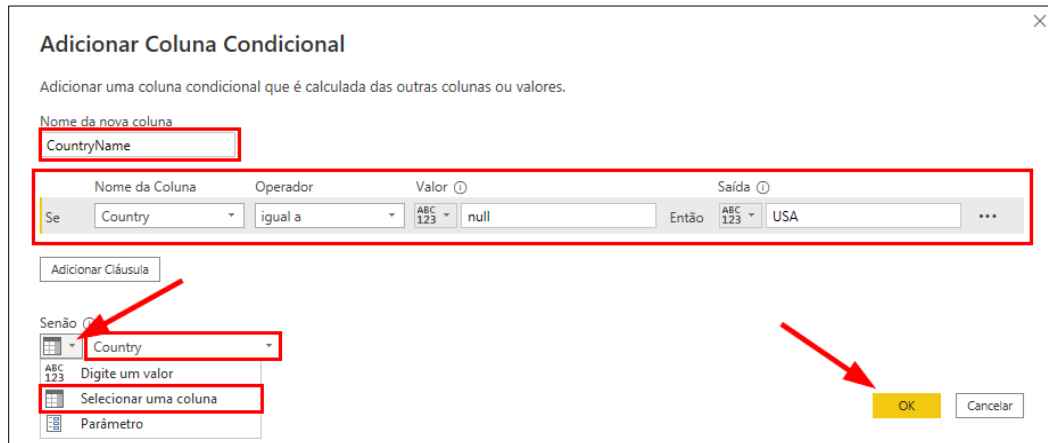 Adicionar Coluna Condicional
Adicionar uma coluna condicional que é calculada das outras colunas ou valores.
Nome da nova coluna
CountryName
Nome da Coluna Operador Valor Saída
Se Country igual a ABC 123 null Então ABC 123 USA ...
Adicionar Cláusula
Senão
Country
ABC 123 Digite um valor
Selecionar uma coluna
Parâmetro
OK Cancelar